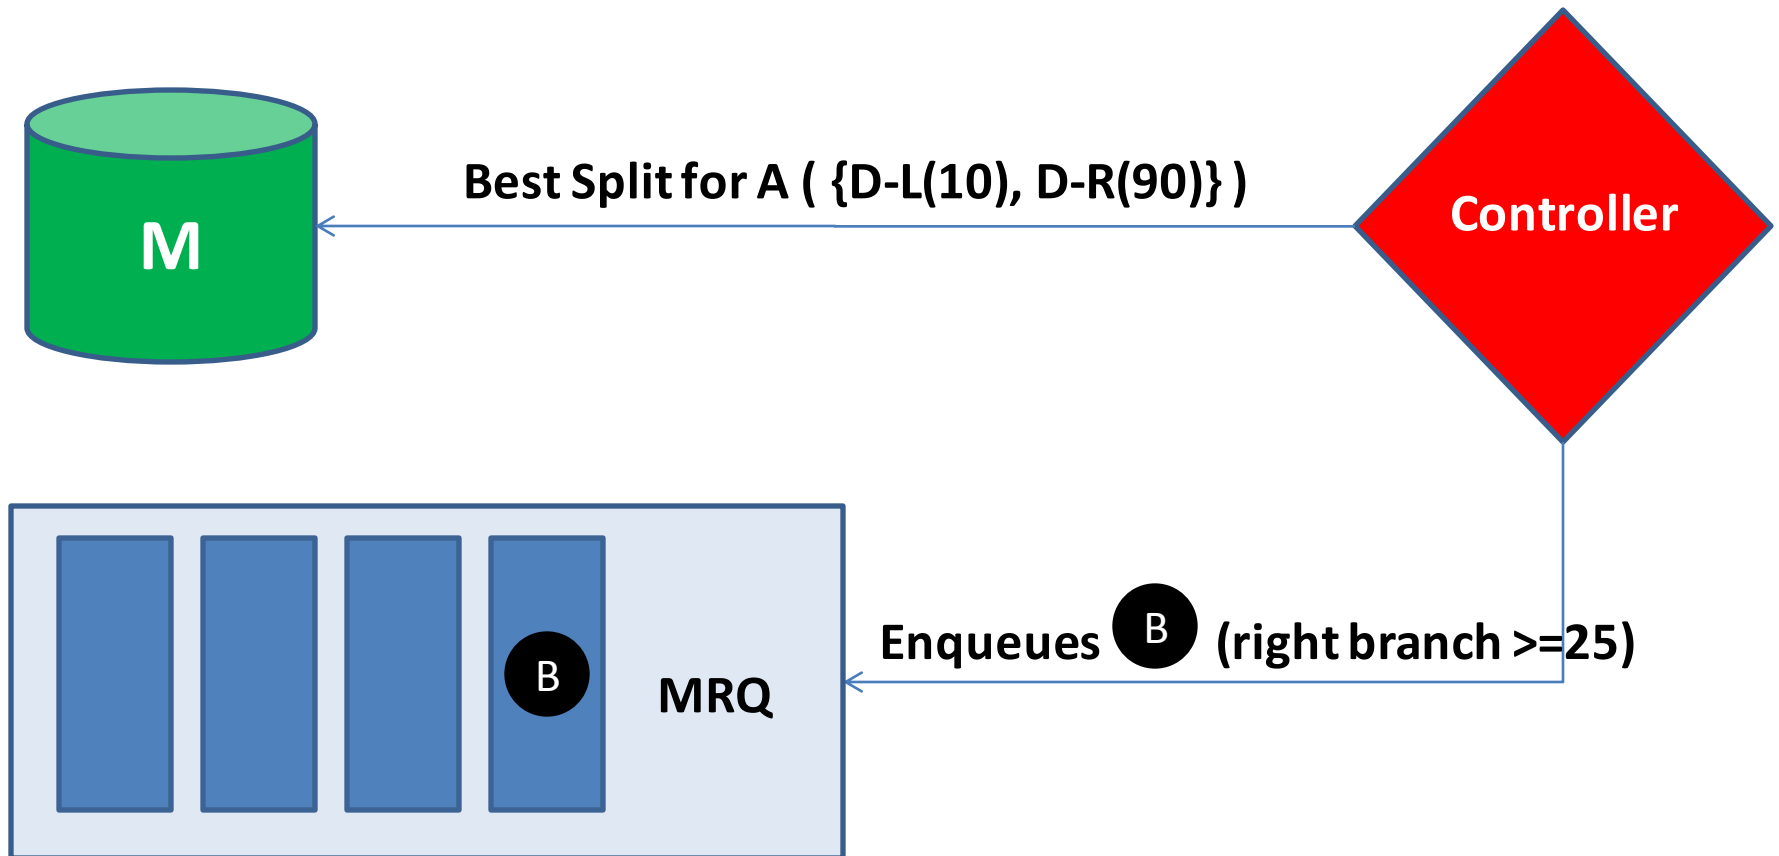 Best Split for A ( {D-L(10), D-R(90)} )
Controller
M
Enqueues B (right branch >=25)
B
MRQ